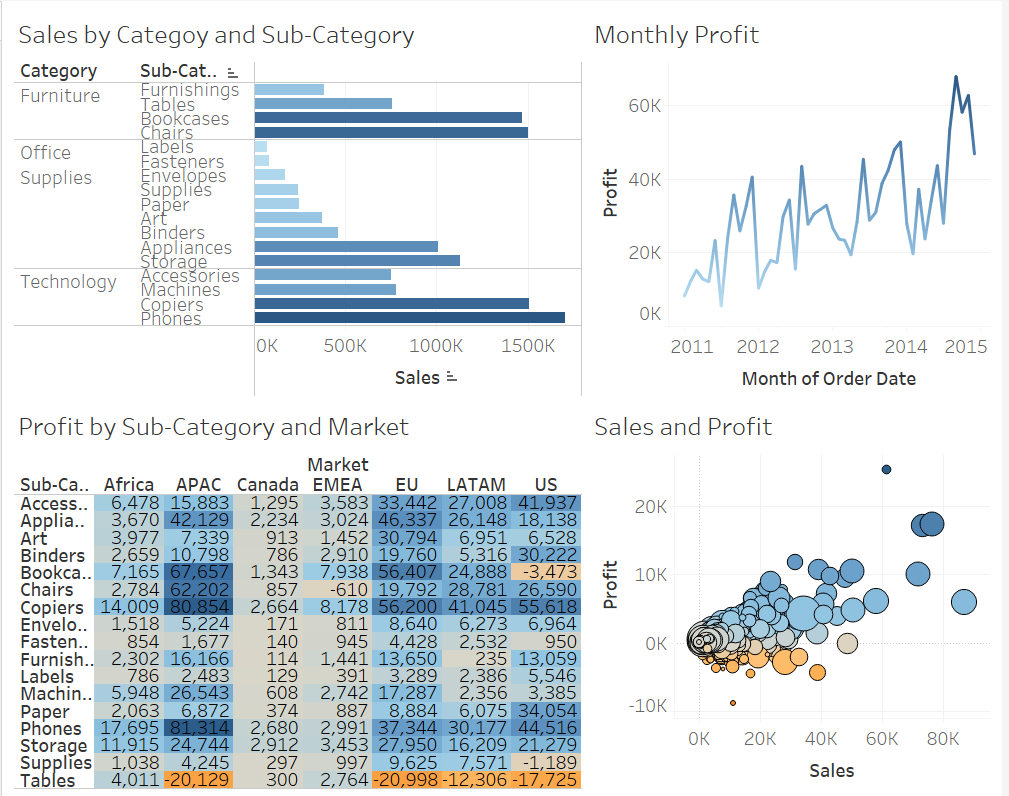 Sales by Categoy and Sub-Category
Category Sub-Cat..
Furniture Furnishings
Tables
Bookcases
Chairs
Office Supplies Labels
Fasteners
Envelopes
Supplies
Paper
Art
Binders
Appliances
Storage
Technology Accessories
Machines
Copiers
Phones
0K 500K 1000K 1500K
Sales
Monthly Profit
60K
40K
20K
0K
Profit
2011 2012 2013 2014 2015
Month of Order Date
Profit by Sub-Category and Market
Market
Sub-Ca.. Africa APAC Canada EMEA EU LATAM US
Access.. 6,478 15,883 1,295 3,583 33,442 27,008 41,937
Applia.. 3,670 42,129 2,234 3,024 46,337 26,148 18,138
Art 3,977 7,339 913 1,452 30,794 6,951 6,528
Binders 2,659 10,798 786 2,910 19,760 5,316 30,222
Bookca.. 7,165 67,657 1,343 7,938 56,407 24,888 -3,473
Chairs 2,784 62,202 857 -610 19,792 28,781 26,590
Copiers 14,009 80,854 2,664 8,178 56,200 41,045 55,618
Envelo.. 1,518 5,224 171 811 8,640 6,273 6,964
Fasten.. 854 1,677 140 945 4,428 2,532 950
Furnish.. 2,302 16,166 114 1,441 13,650 235 13,059
Labels 786 2,483 129 391 3,289 2,386 5,546
Machin.. 5,948 26,543 608 2,742 17,287 2,356 3,385
Paper 2,063 6,872 374 887 8,884 6,075 34,054
Phones 17,695 81,314 2,680 2,991 37,344 30,177 44,516
Storage 11,915 24,744 2,912 3,453 27,950 16,209 21,279
Supplies 1,038 4,245 297 997 9,625 7,571 -1,189
Tables 4,011 -20,129 300 2,764 -20,998 -12,306 -17,725
Sales and Profit
20K
10K
0K
-10K
Profit
0K 20K 40K 60K 80K
Sales